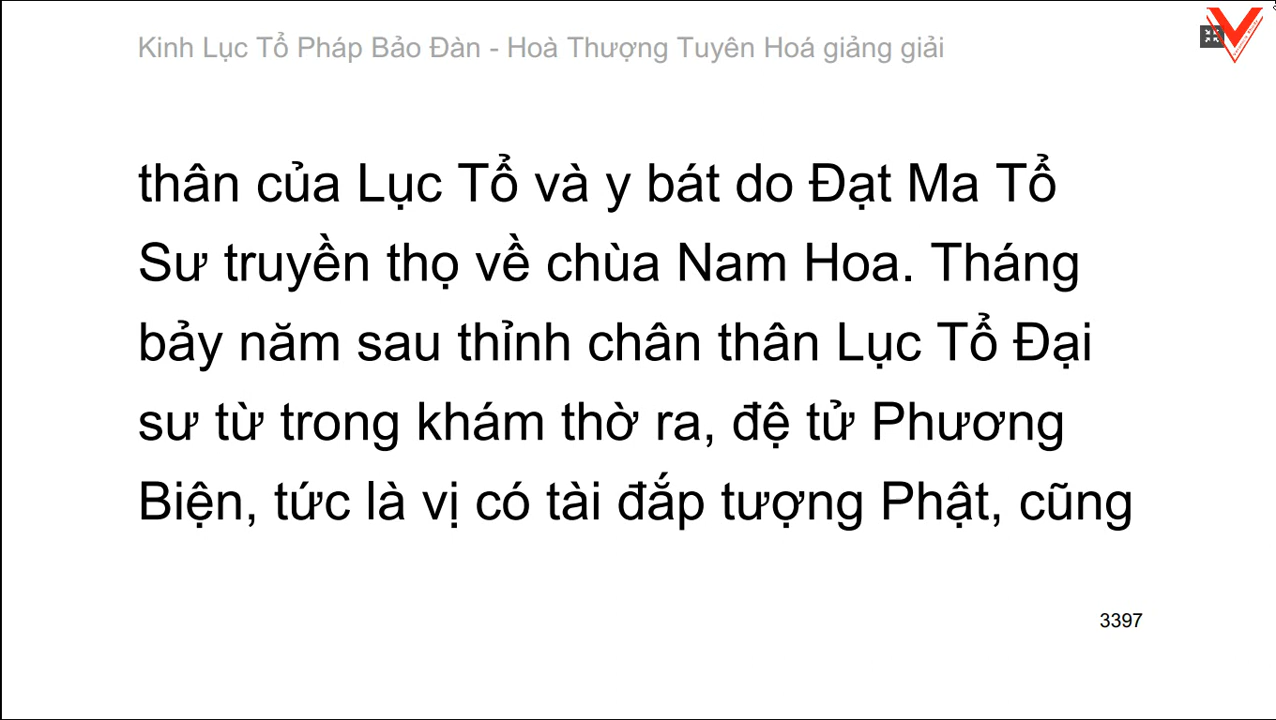 Kinh Lục Tổ Pháp Bảo Đàn - Hoà Thượng Tuyên Hoá giảng giải
thân của Lục Tổ và y bát do Đạt Ma Tổ
Sư truyền thọ về chùa Nam Hoa. Tháng
bảy năm sau thỉnh chân thân Lục Tổ Đại
sư từ trong khám thờ ra, đệ tử Phương
Biện, tức là vị có tài đắp tượng Phật, cũng
3397